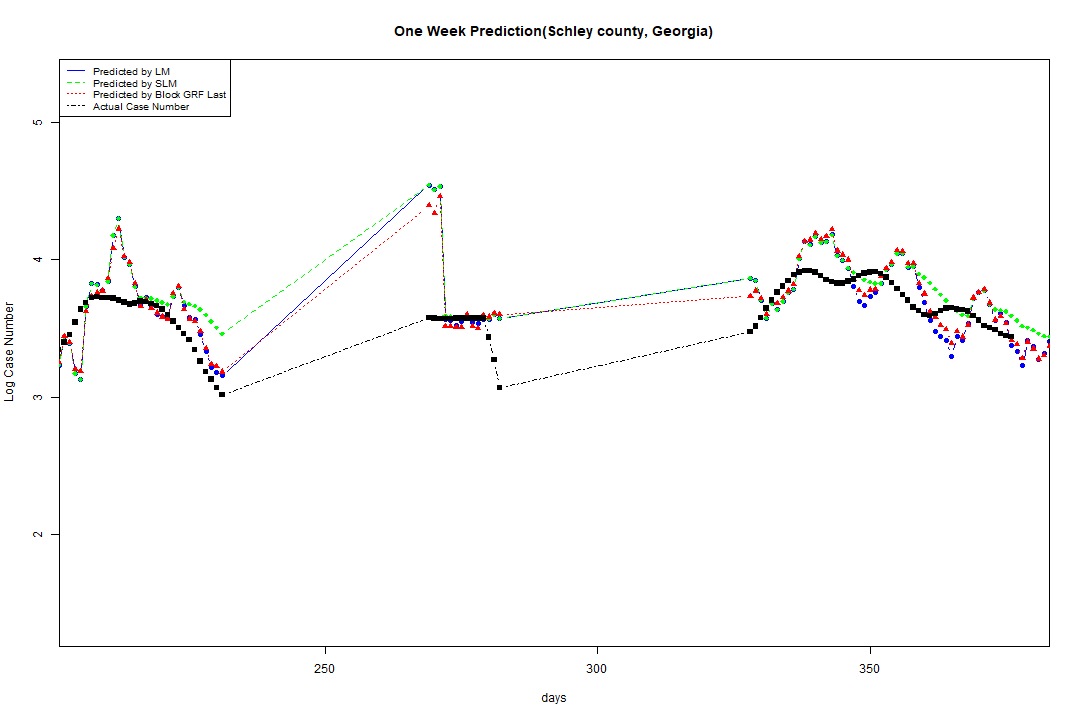 One Week Prediction(Schley county, Georgia)
Predicted by LM
Predicted by SLM
Predicted by Block GRF Last
Actual Case Number
5
4
3
2
Log Case Number
250
300
350
days